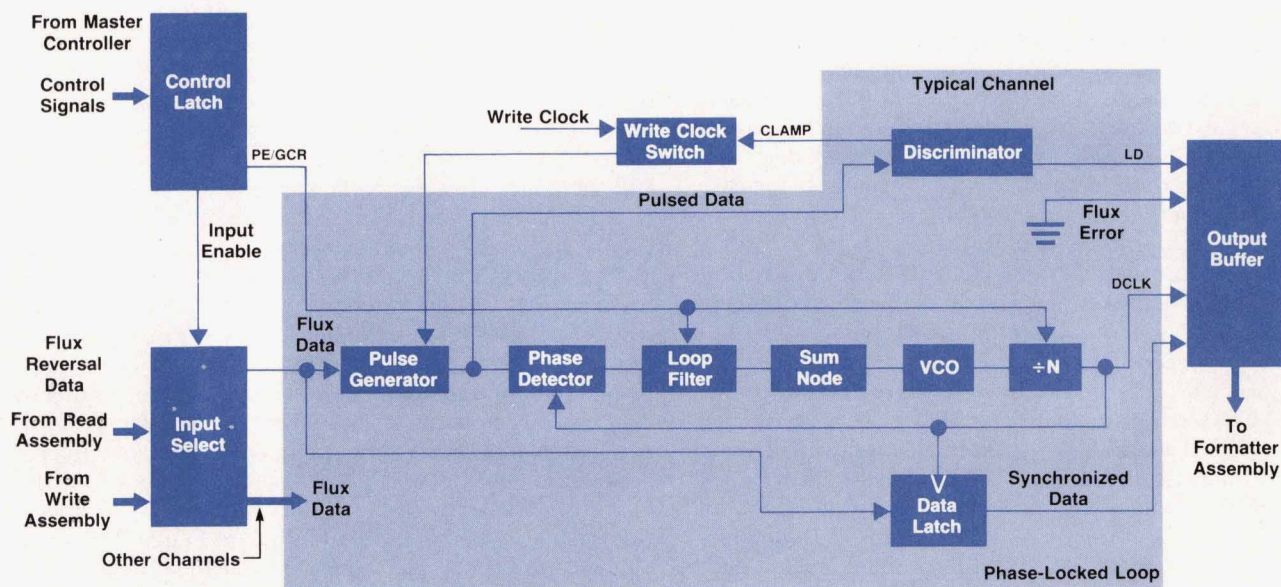 From Master
Controller
Control
Signals
Control
Latch
PE/GCR
Input
Enable
Flux
Reversal
Data
From Read
Assembly
From
Write
Assembly
Input
Select
Other Channels
Flux
Data
Flux
Data
Write Clock
Write Clock
Switch
CLAMP
Typical Channel
Discriminator
LD
Pulsed Data
Flux
Error
Output
Buffer
DCLK
Pulse
Generator
Phase
Detector
Loop
Filter
Sum
Node
VCO
÷N
Data
Latch
Synchronized
Data
To
Formatter
Assembly
Phase-Locked Loop